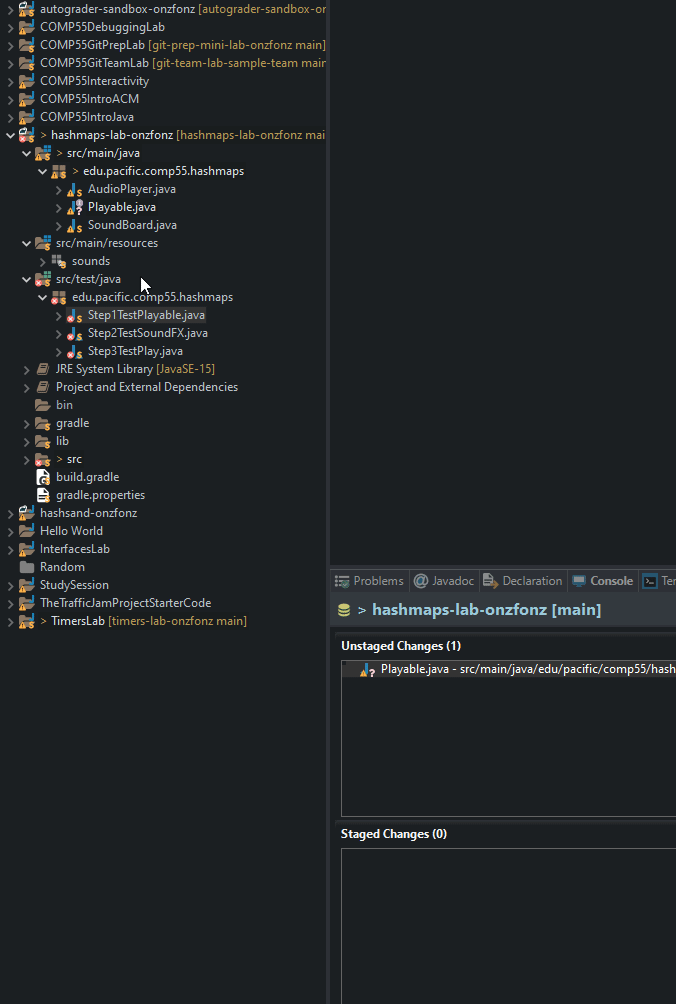 autograder-sandbox-onzfonz [autograder-sandbox-or
COMP55DebuggingLab
COMP55GitPrepLab [git-prep-mini-lab-onzfonz main]
COMP55GitTeamLab [git-team-lab-sample-team main
COMP55Interactivity
COMP55IntroACM
COMP55IntroJava
> hashmaps-lab-onzfonz [hashmaps-lab-onzfonz mai
> src/main/java
> edu.pacific.comp55.hashmaps
AudioPlayer.java
Playable.java
SoundBoard.java
src/main/resources
sounds
src/test/java
edu.pacific.comp55.hashmaps
Step1TestPlayable.java
Step2TestSoundFX.java
Step3TestPlay.java
JRE System Library [JavaSE-15]
Project and External Dependencies
bin
gradle
lib
> src
build.gradle
gradle.properties
hashsand-onzfonz
Hello World
InterfacesLab
Random
StudySession
TheTrafficJamProjectStarterCode
> TimersLab [timers-lab-onzfonz main]
Problems @ Javadoc Declaration Console Ter
> hashmaps-lab-onzfonz [main]
Unstaged Changes (1)
Playable.java - src/main/java/edu/pacific/comp55/hash
Staged Changes (0)